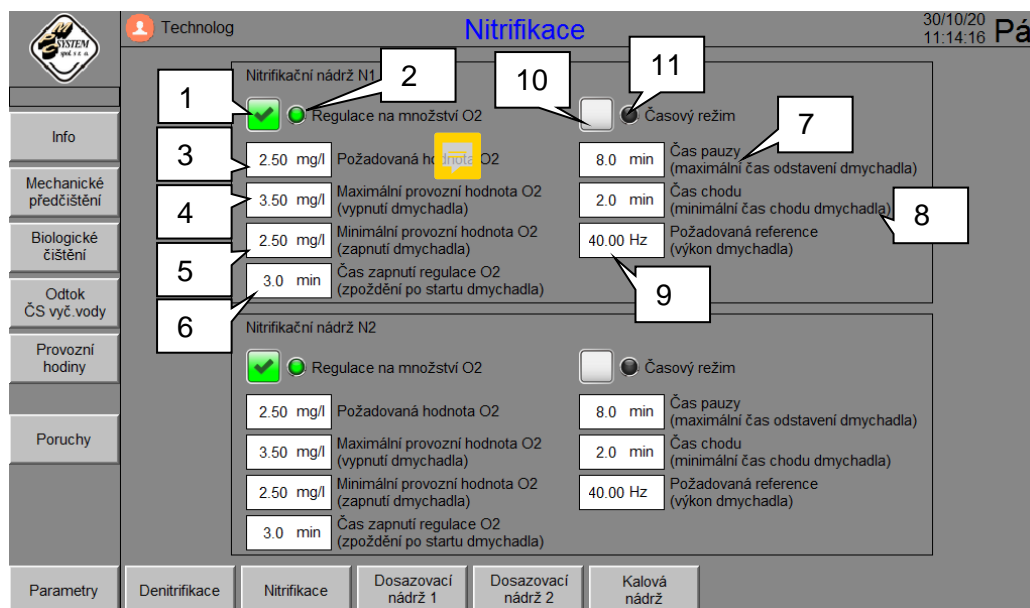 SYSTEM
spol. s r. o.
Technolog
Nitrifikace
30/10/20
11:14:16
Pá
Info
Mechanické
předčištění
Biologické
čištění
Odtok
ČS vyč.vody
Provozní
hodiny
Poruchy
Parametry
Nitrifikační nádrž N1
1
2
10
11
Regulace na množství O2
Časový režim
3
7
2.50 mg/l
Požadovaná hodnota O2
8.0 min
Čas pauzy
(maximální čas odstavení dmychadla)
4
3.50 mg/l
Maximální provozní hodnota O2
(vypnutí dmychadla)
2.0 min
Čas chodu
(minimální čas chodu dmychadla)
8
5
2.50 mg/l
Minimální provozní hodnota O2
(zapnutí dmychadla)
40.00 Hz
Požadovaná reference
(výkon dmychadla)
9
6
3.0 min
Čas zapnutí regulace O2
(zpoždění po startu dmychadla)
Nitrifikační nádrž N2
Regulace na množství O2
Časový režim
2.50 mg/l
Požadovaná hodnota O2
8.0 min
Čas pauzy
(maximální čas odstavení dmychadla)
3.50 mg/l
Maximální provozní hodnota O2
(vypnutí dmychadla)
2.0 min
Čas chodu
(minimální čas chodu dmychadla)
2.50 mg/l
Minimální provozní hodnota O2
(zapnutí dmychadla)
40.00 Hz
Požadovaná reference
(výkon dmychadla)
3.0 min
Čas zapnutí regulace O2
(zpoždění po startu dmychadla)
Denitrifikace
Nitrifikace
Dosazovací
nádrž 1
Dosazovací
nádrž 2
Kalová
nádrž